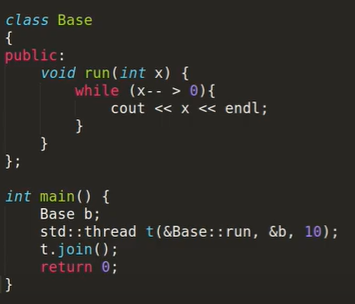 class Base
{
public:
    void run(int x) {
        while (x-- > 0){
            cout << x << endl;
        }
    }
};
int main() {
    Base b;
    std::thread t(&Base::run, &b, 10);
    t.join();
    return 0;
}